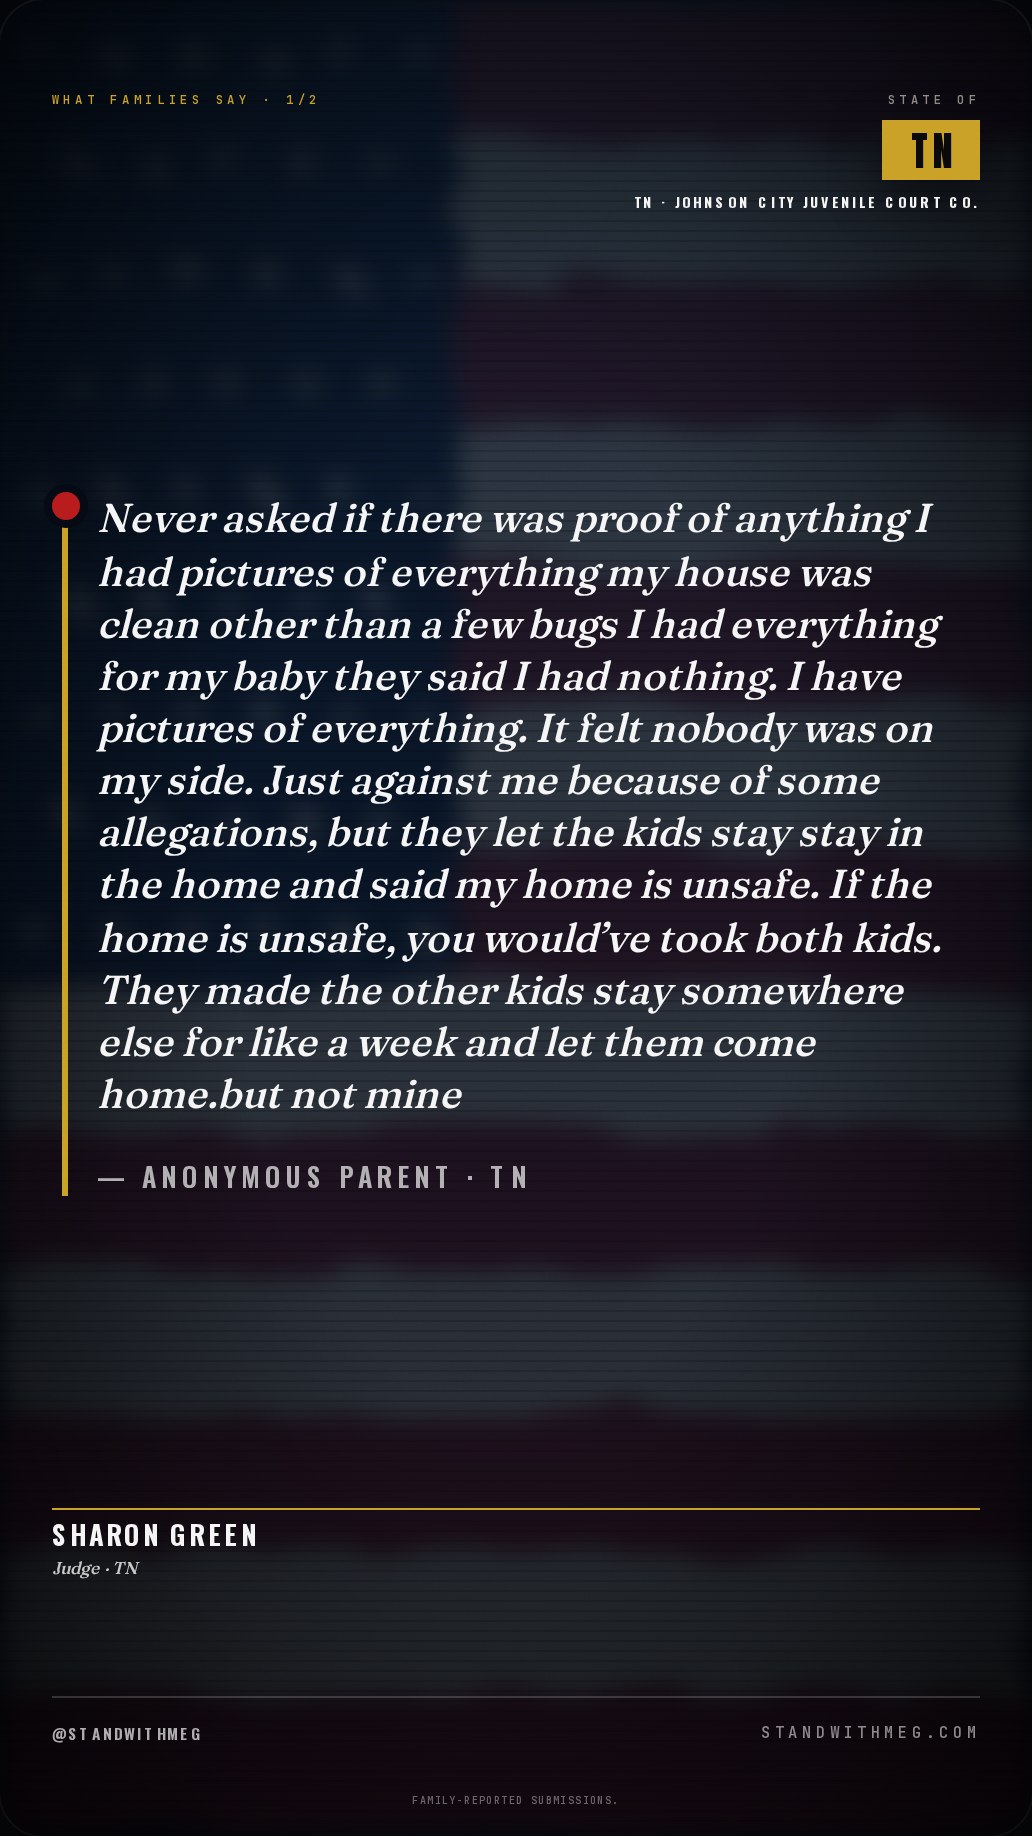 WHAT FAMILIES SAY · 1/2
STATE OF
TN
TN · JOHNSON CITY JUVENILE COURT CO.
Never asked if there was proof of anything I
had pictures of everything my house was
clean other than a few bugs I had everything
for my baby they said I had nothing. I have
pictures of everything. It felt nobody was on
my side. Just against me because of some
allegations, but they let the kids stay stay in
the home and said my home is unsafe. If the
home is unsafe, you would’ve took both kids.
They made the other kids stay somewhere
else for like a week and let them come
home.but not mine
— ANONYMOUS PARENT · TN
SHARON GREEN
Judge · TN
@STANDWITHMEG
STANDWITHMEG.COM
FAMILY-REPORTED SUBMISSIONS.